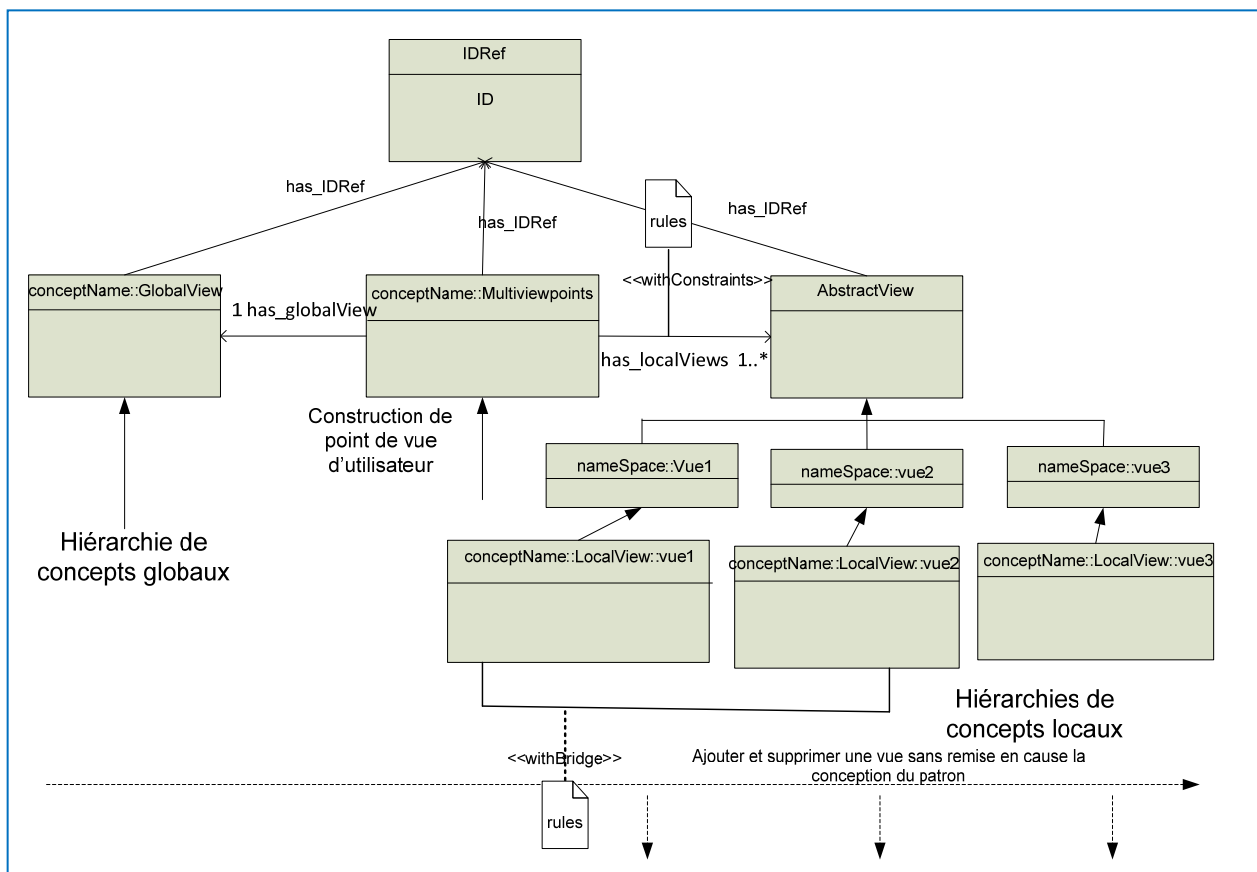 IDRef
ID
has_IDRef
has_IDRef
has_IDRef
rules
<<withConstraints>>
conceptName::GlobalView
conceptName::Multiviewpoints
AbstractView
1 has_globalView
has_localViews 1..*
Construction de
point de vue
d'utilisateur
nameSpace::Vue1
nameSpace::vue2
nameSpace::vue3
Hiérarchie de
concepts globaux
conceptName::LocalView::vue1
conceptName::LocalView::vue2
conceptName::LocalView::vue3
Hiérarchies de
concepts locaux
<<withBridge>>
Ajouter et supprimer une vue sans remise en cause la
conception du patron
rules